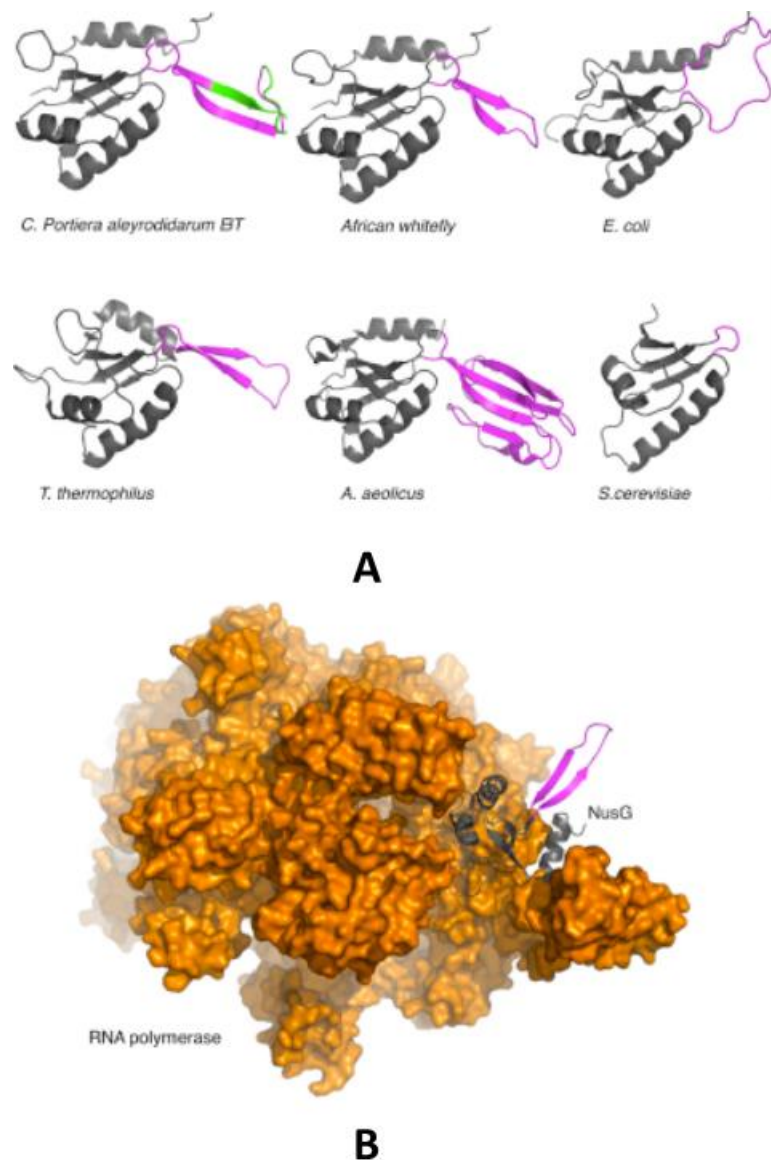 C. Portiera aleyrodidarum BT
African whitefly
E. coli
T. thermophilus
A. aeolicus
S.cerevisiae
A
NusG
RNA polymerase
B